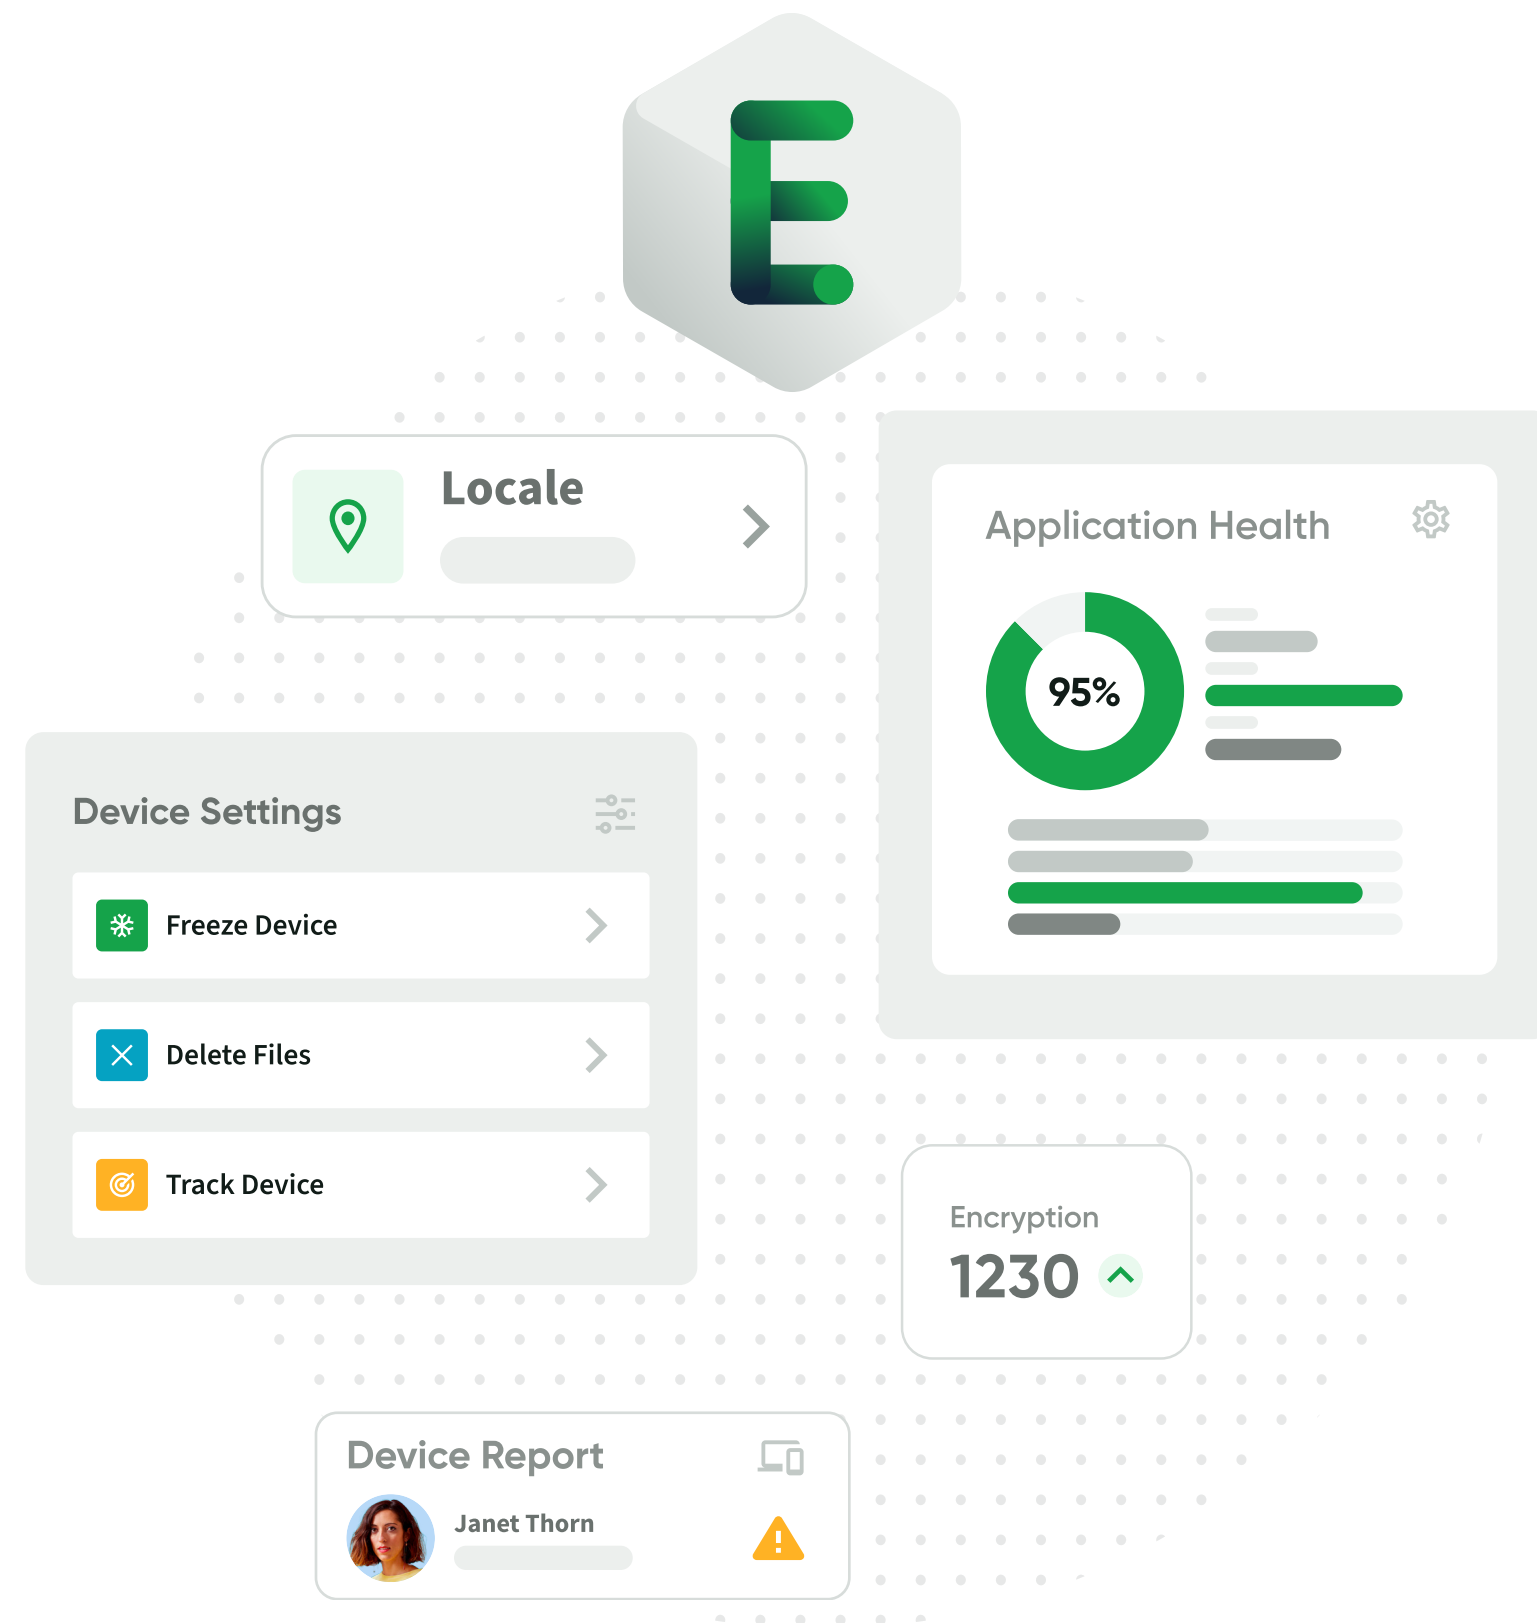 E
Locale
Application Health
95%
Device Settings
Freeze Device
Delete Files
Track Device
Encryption
1230
Device Report
Janet Thorn